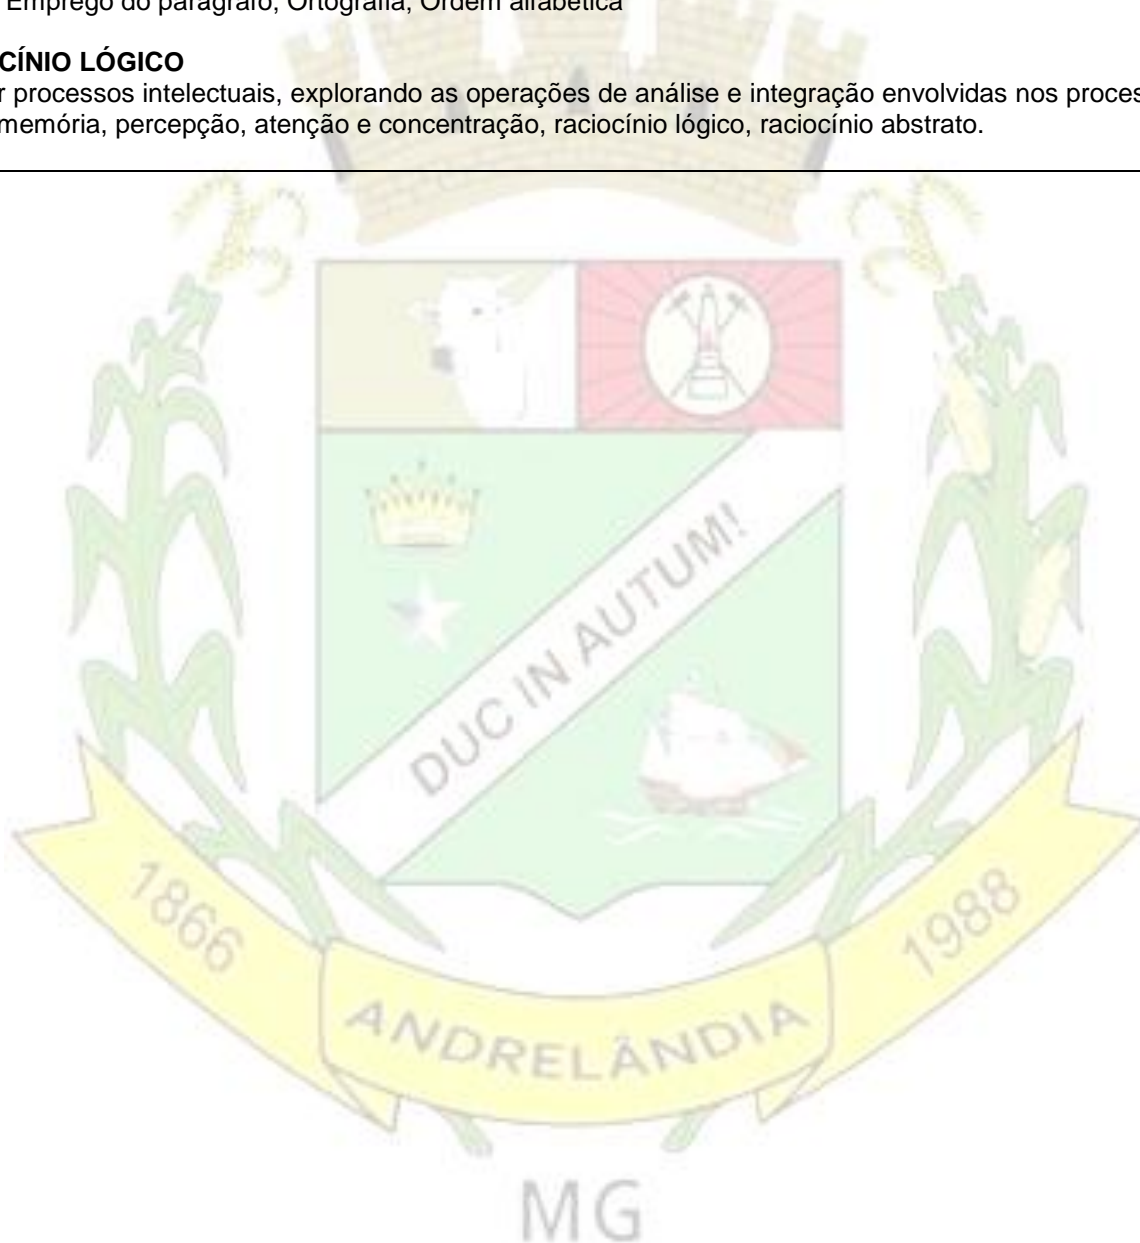 Emprego do parágrafo, Ortografia, Ordem alfabética
CÍNIO LÓGICO
r processos intelectuais, explorando as operações de análise e integração envolvidas nos proces
memória, percepção, atenção e concentração, raciocínio lógico, raciocínio abstrato.
DUC IN AUTUM!
1866
ANDRELÂNDIA
1988
MG